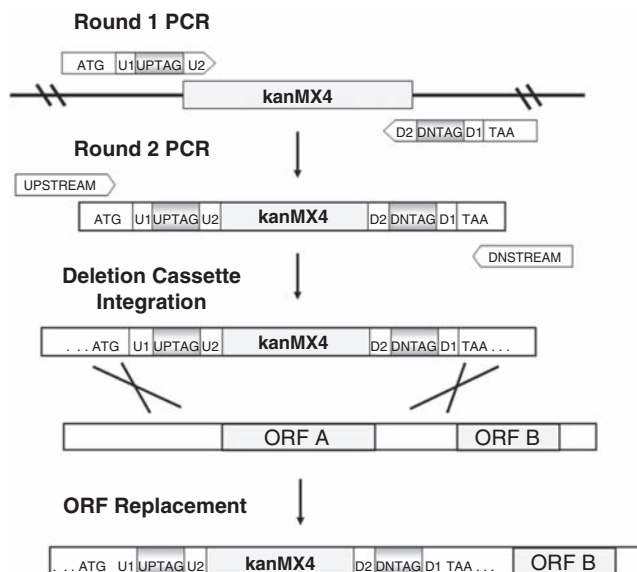 Round 1 PCR
ATG U1 UPTAG U2
kanMX4
D2 DNTAG D1 TAA
Round 2 PCR
UPSTREAM
ATG U1 UPTAG U2 kanMX4 D2 DNTAG D1 TAA
DNSTREAM
Deletion Cassette
Integration
. . . ATG U1 UPTAG U2 kanMX4 D2 DNTAG D1 TAA . . .
ORF A ORF B
ORF Replacement
. . . ATG U1 UPTAG U2 kanMX4 D2 DNTAG D1 TAA . . . ORF B